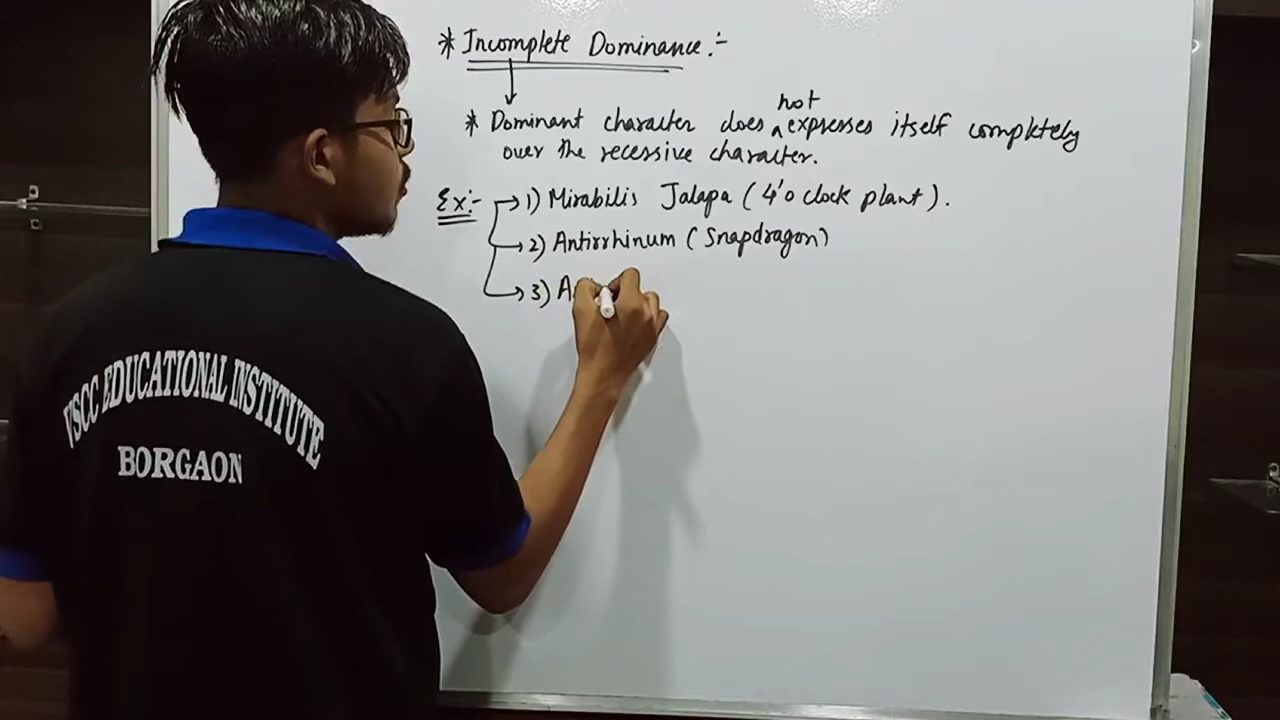 * Incomplete Dominance :-
* Dominant character does not expresses itself completely
over the recessive character.
Ex:- 1) Mirabilis Jalapa (4'o clock plant).
2) Antirrhinum (Snapdragon)
3) A
VSCC EDUCATIONAL INSTITUTE
BORGAON